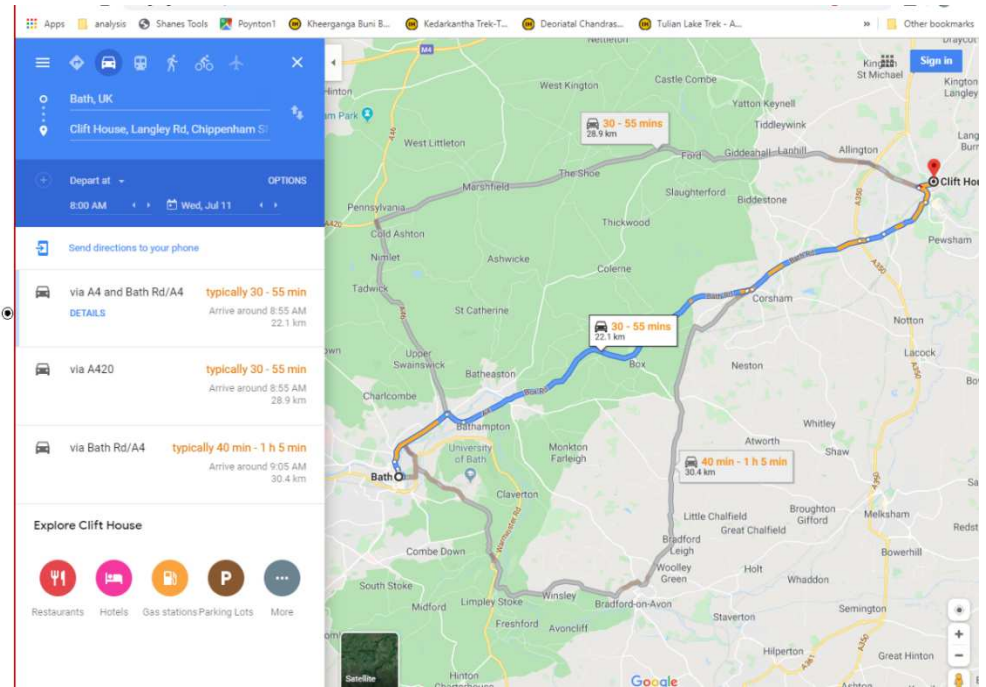 Apps analysis Shanes Tools Poynton1 Kheerganga Buni B... Kedarkantha Trek-T... Deoriatal Chandras... Tulian Lake Trek - A... » Other bookmarks
Bath, UK
Clift House, Langley Rd, Chippenham
Depart at
OPTIONS
8:00 AM
Wed, Jul 11
Send directions to your phone
via A4 and Bath Rd/A4
typically 30 - 55 min
DETAILS
Arrive around 8:55 AM
22.1 km
via A420
typically 30 - 55 min
Arrive around 8:55 AM
28.9 km
via Bath Rd/A4
typically 40 min - 1 h 5 min
Arrive around 9:05 AM
30.4 km
Explore Clift House
Restaurants
Hotels
Gas stations
P
Parking Lots
More
Sign in
M4
Nettleton
St Michael
Kington
Langley
West Kington
Castle Combe
Yatton Keynell
Tiddleywink
30 - 55 mins
28.9 km
A46
West Littleton
Ford
Giddeahall
Lanhill
Allington
Marshfield
The Shoe
Clift
Slaughterford
Biddestone
A350
Pennsylvania
A420
Cold Ashton
Thickwood
Pewsham
Nimlet
Ashwicke
Colerne
A350
Tadwick
Corsham
A46
St Catherine
Notton
30 - 55 mins
22.1 km
Upper
Swainswick
Box
Neston
Lacock
Batheaston
A350
Charlcombe
Bathampton
Whitley
University
of Bath
Monkton
Farleigh
Atworth
Shaw
Bath
40 min - 1 h 5 min
30.4 km
Claverton
Warminster Rd
Little Chalfield
Great Chalfield
Broughton
Gifford
Melksham
Bradford
Leigh
Combe Down
Bowerhill
Woolley
Green
Holt
Whaddon
South Stoke
Winsley
Limpley Stoke
Midford
Bradford-on-Avon
Staverton
Semington
Freshford
Avoncliff
A350
Hilperton
A361
Great Hinton
Satellite
Hinton
Google